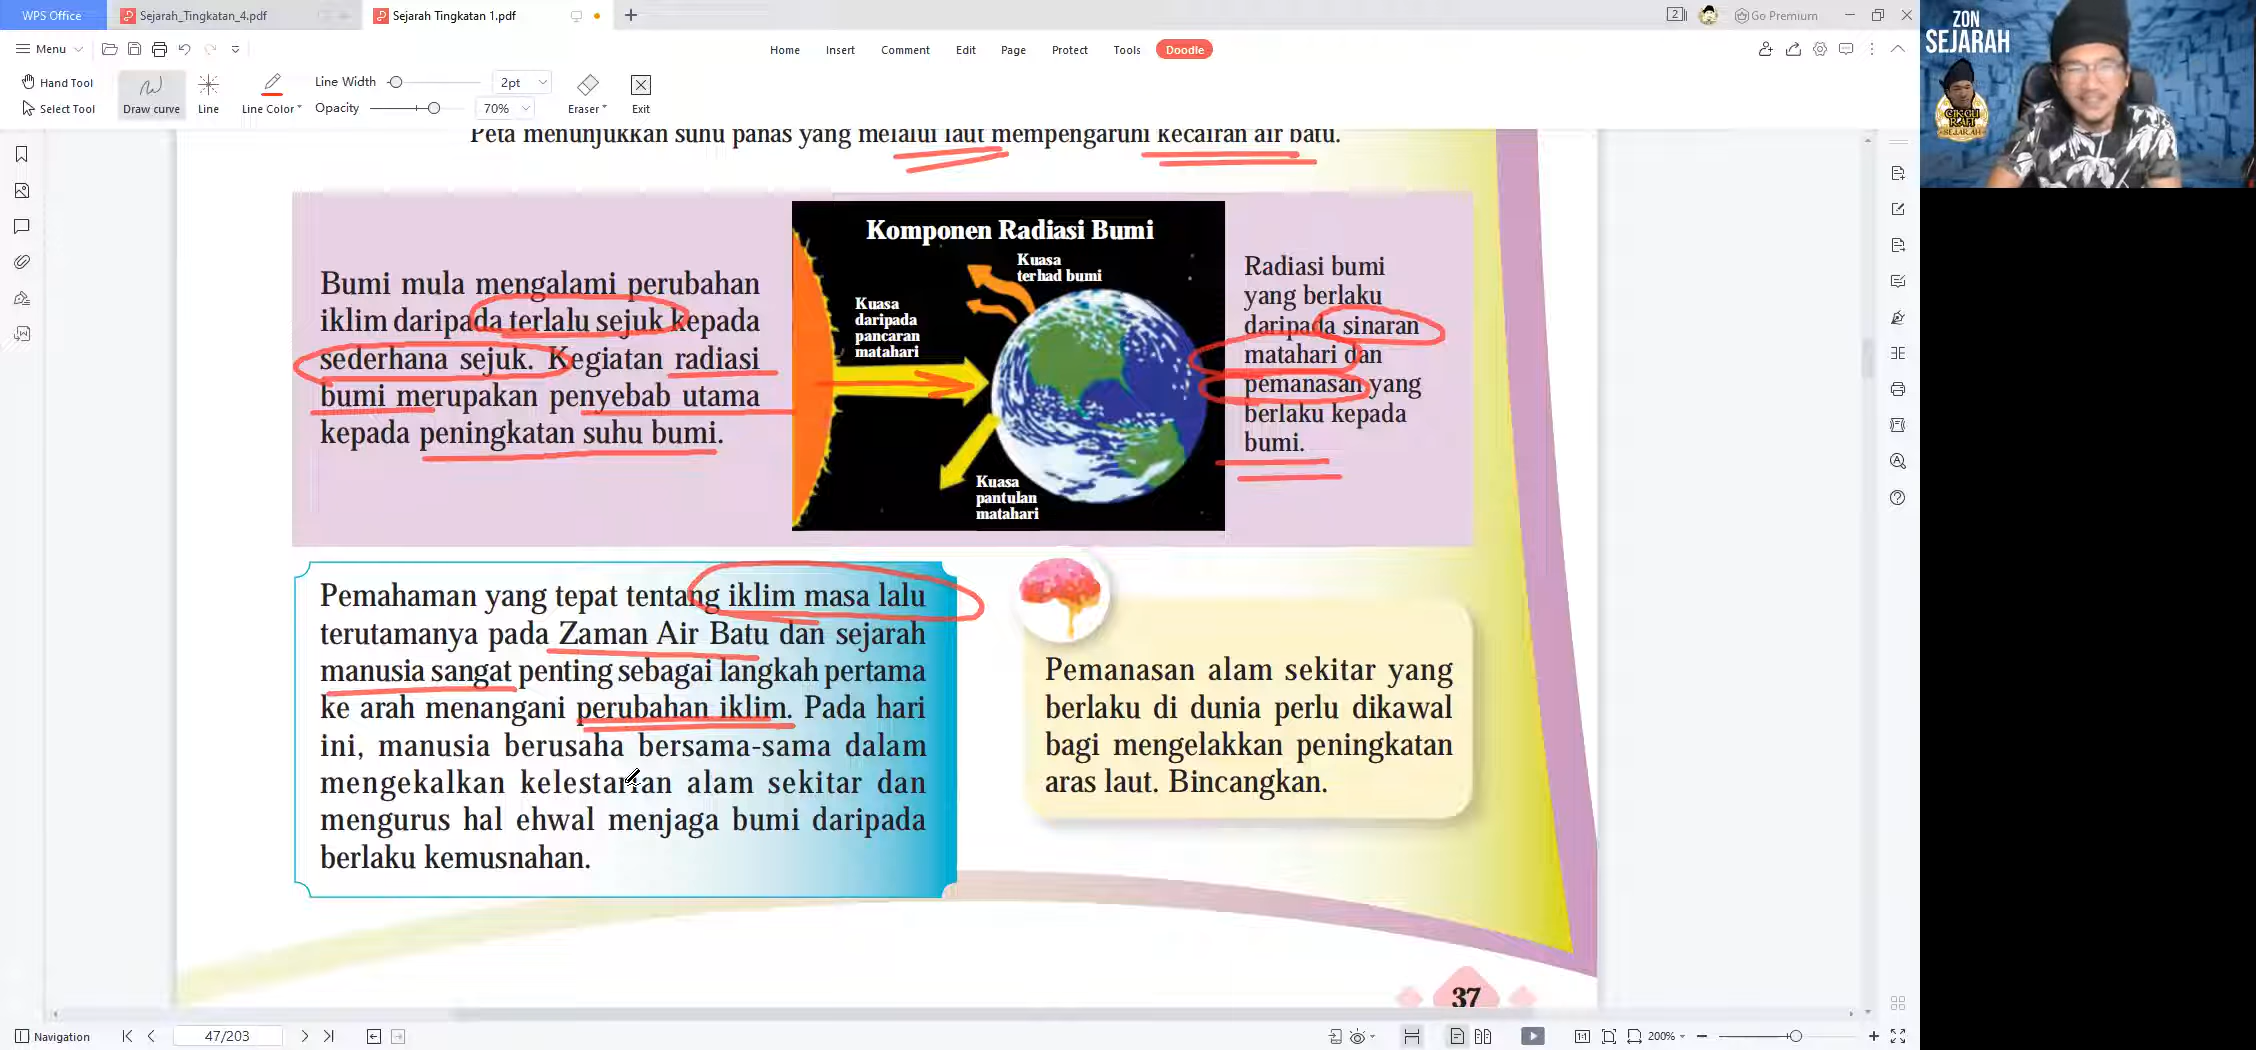 WPS Office
Sejarah_Tingkatan_4.pdf
Sejarah Tingkatan 1.pdf
2
Go Premium
Menu
Home
Insert
Comment
Edit
Page
Protect
Tools
Doodle
Hand Tool
Select Tool
Draw curve
Line
Line Color
Line Width
2pt
Opacity
70%
Eraser
Exit
ZON
SEJARAH
CIKGU
RAFI
SEJARAH
Peta menunjukkan suhu panas yang melalui laut mempengaruhi kecairan air batu.
Bumi mula mengalami perubahan
iklim daripada terlalu sejuk kepada
sederhana sejuk. Kegiatan radiasi
bumi merupakan penyebab utama
kepada peningkatan suhu bumi.
Komponen Radiasi Bumi
Kuasa
terhad bumi
Kuasa
daripada
pancaran
matahari
Kuasa
pantulan
matahari
Radiasi bumi
yang berlaku
daripada sinaran
matahari dan
pemanasan yang
berlaku kepada
bumi.
Pemahaman yang tepat tentang iklim masa lalu
terutamanya pada Zaman Air Batu dan sejarah
manusia sangat penting sebagai langkah pertama
ke arah menangani perubahan iklim. Pada hari
ini, manusia berusaha bersama-sama dalam
mengekalkan kelestarian alam sekitar dan
mengurus hal ehwal menjaga bumi daripada
berlaku kemusnahan.
Pemanasan alam sekitar yang
berlaku di dunia perlu dikawal
bagi mengelakkan peningkatan
aras laut. Bincangkan.
37
Navigation
47/203
1:1
200%